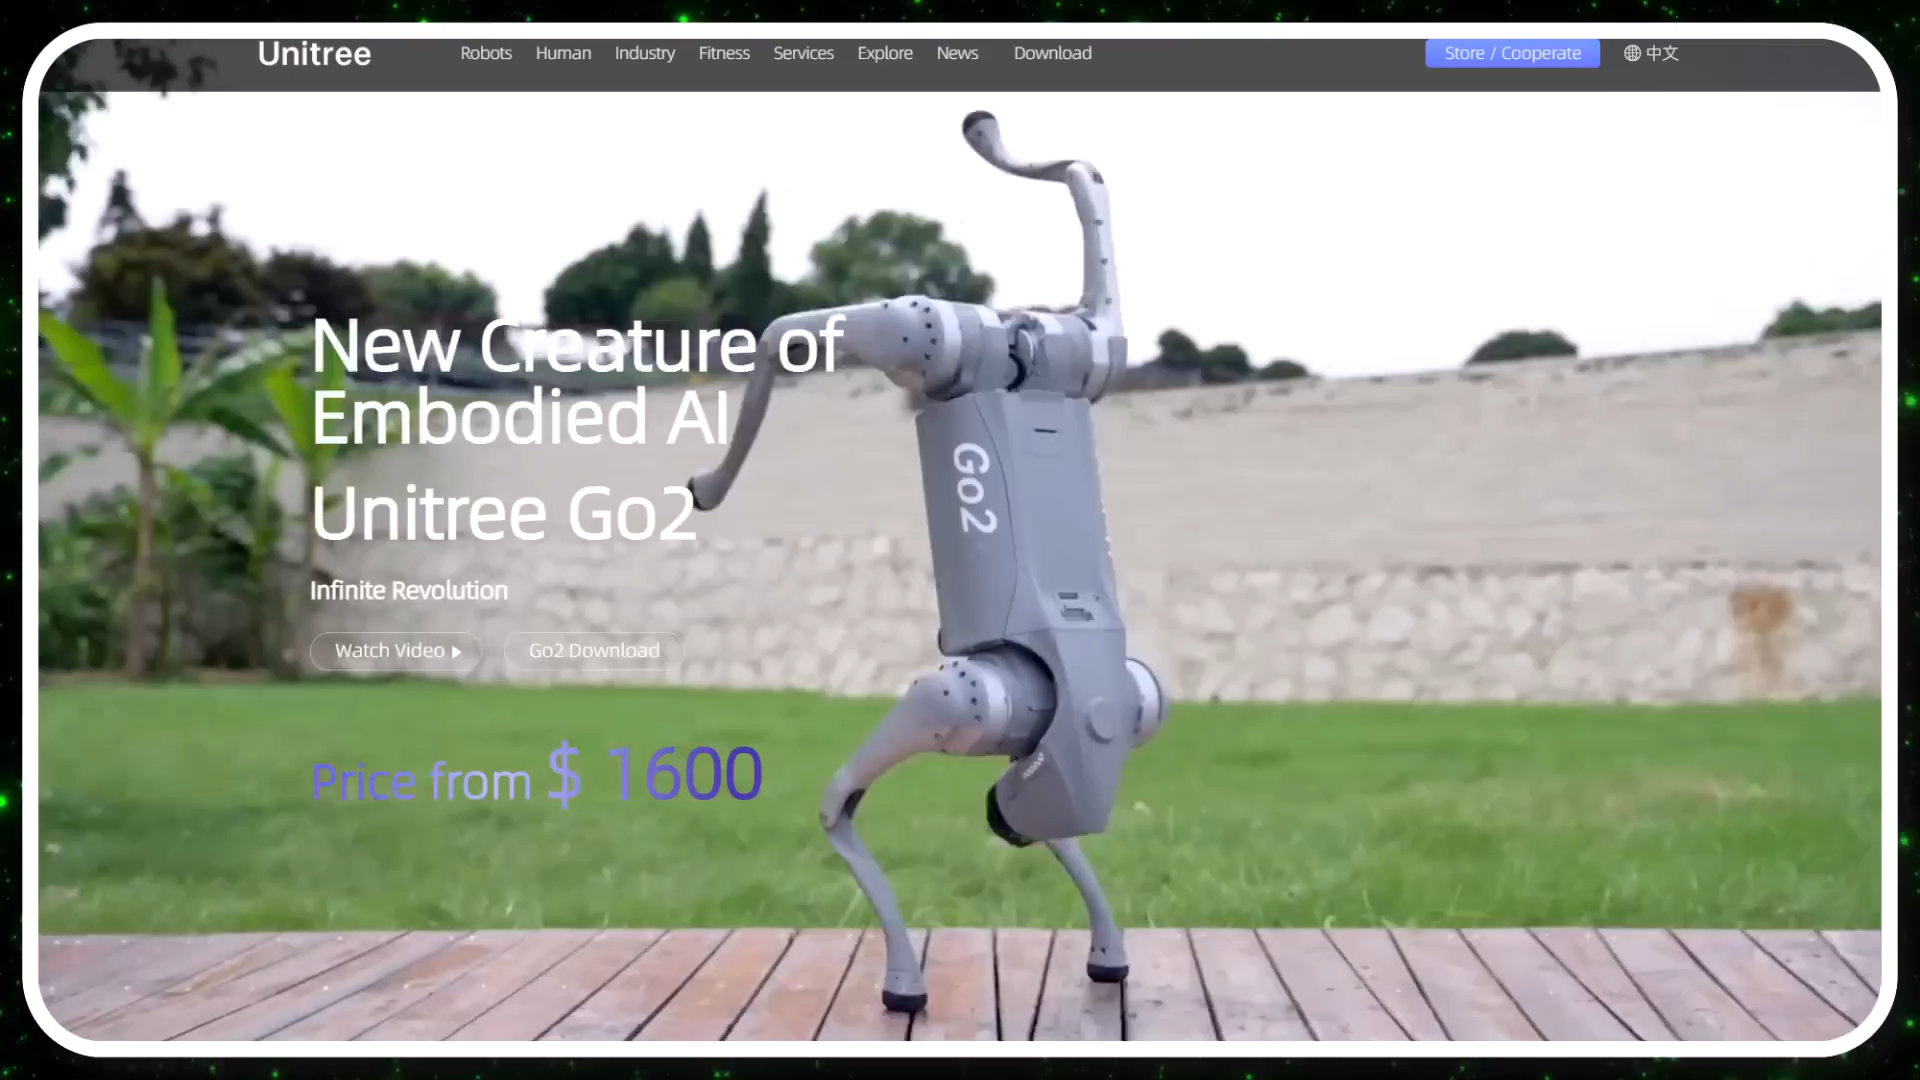 Unitree
Robots Human Industry Fitness Services Explore News Download
Store / Cooperate 中文
New Creature of
Embodied AI
Unitree Go2
Infinite Revolution
Watch Video Go2 Download
Price from $ 1600
Go2